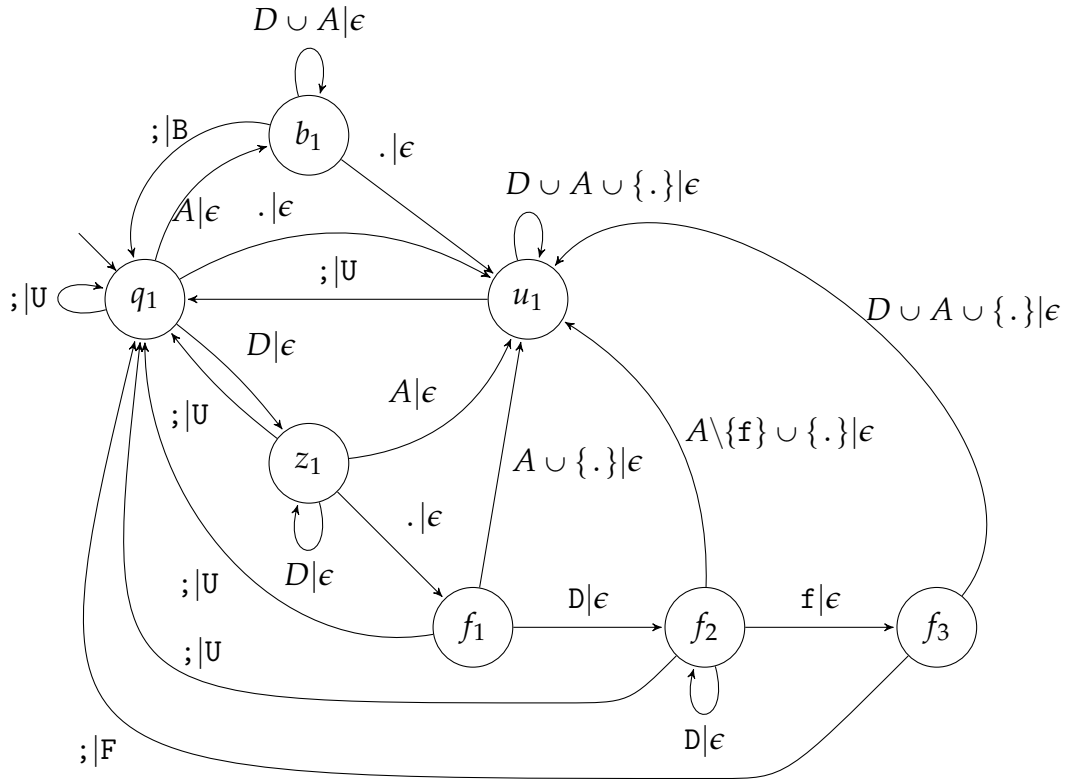 D ∪ A|ϵ
b₁
;|B
.|ϵ
A|ϵ
.|ϵ
D ∪ A ∪ {.}|ϵ
;|U
q₁
;|U
u₁
D ∪ A ∪ {.}|ϵ
D|ϵ
A|ϵ
;|U
z₁
A\{f} ∪ {.}|ϵ
A ∪ {.}|ϵ
.|ϵ
D|ϵ
;|U
D|ϵ
f|ϵ
f₁
f₂
f₃
;|U
D|ϵ
;|F